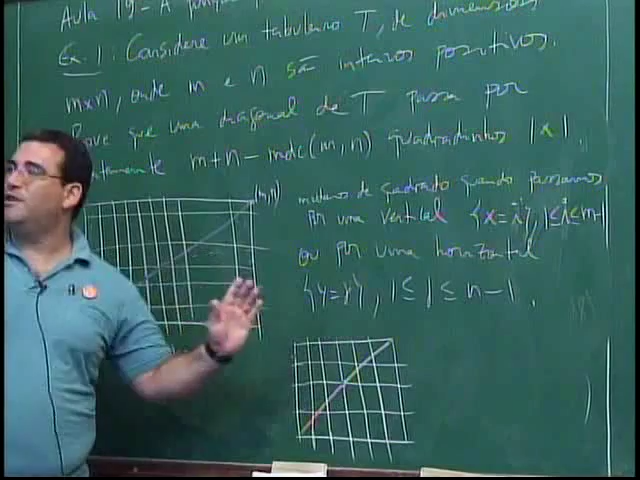 Aula 19 - A
Ex. 1: Considere um tabuleiro T, de dimensões
m×n, onde m e n são inteiros positivos.
Prove que uma diagonal de T passa por
m+n-mdc(m,n) quadradinhos 1×1.
(m,n)
mudamos de quadrado quando passamos
por uma vertical {x=i}, 1≤i≤m-1
ou por uma horizontal
{y=j}, 1≤j≤n-1.